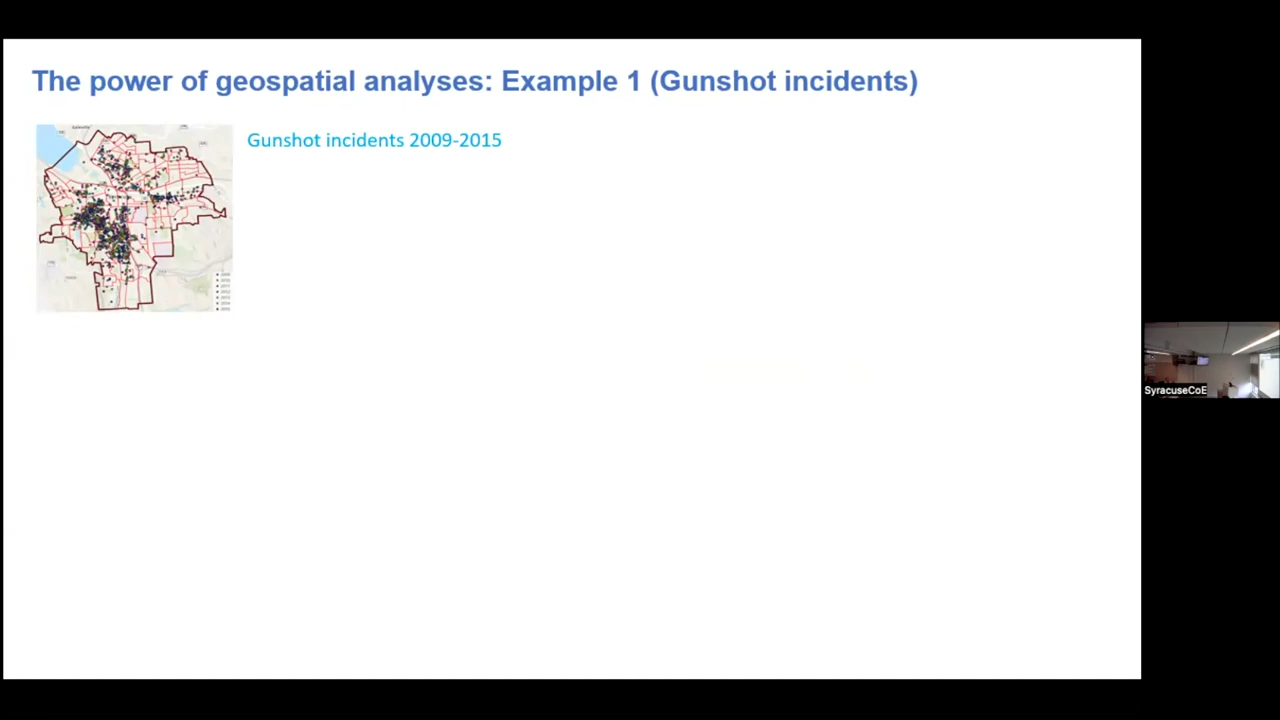 The power of geospatial analyses: Example 1 (Gunshot incidents)
Gunshot incidents 2009-2015
SyracuseCoE